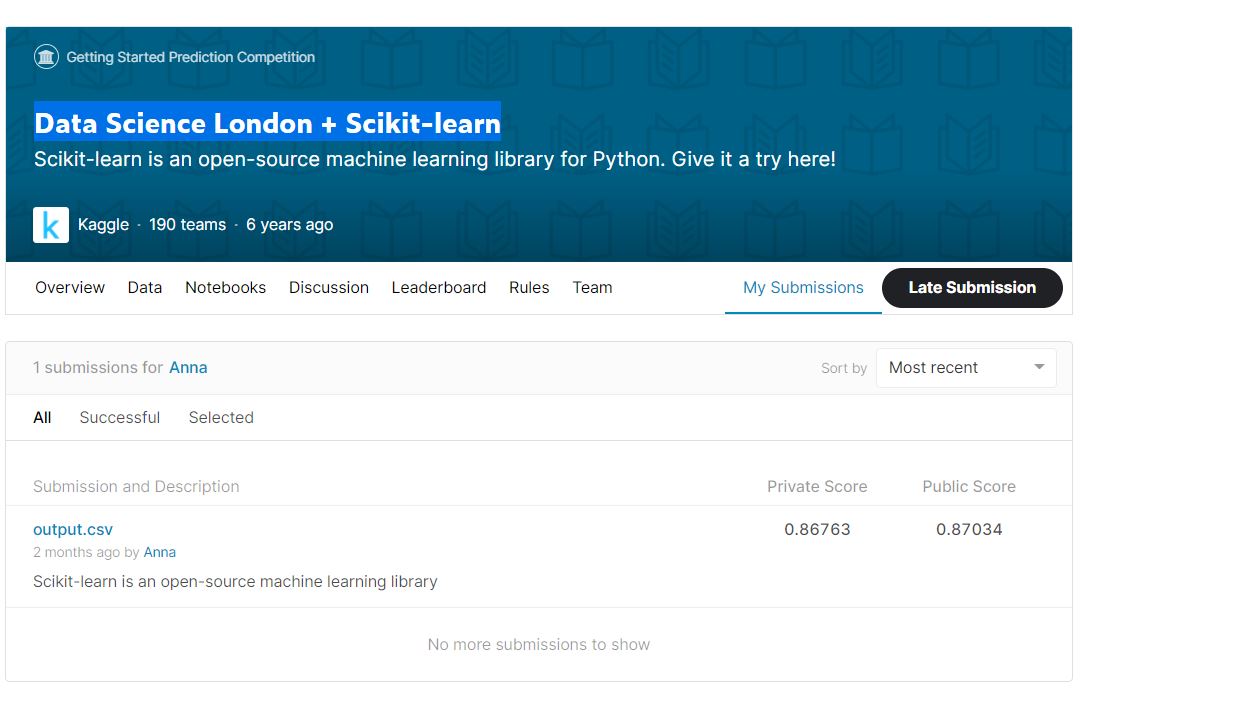 Getting Started Prediction Competition
Data Science London + Scikit-learn
Scikit-learn is an open-source machine learning library for Python. Give it a try here!
k Kaggle · 190 teams · 6 years ago
Overview Data Notebooks Discussion Leaderboard Rules Team My Submissions Late Submission
1 submissions for Anna Sort by Most recent
All Successful Selected
Submission and Description Private Score Public Score
output.csv 0.86763 0.87034
2 months ago by Anna
Scikit-learn is an open-source machine learning library
No more submissions to show